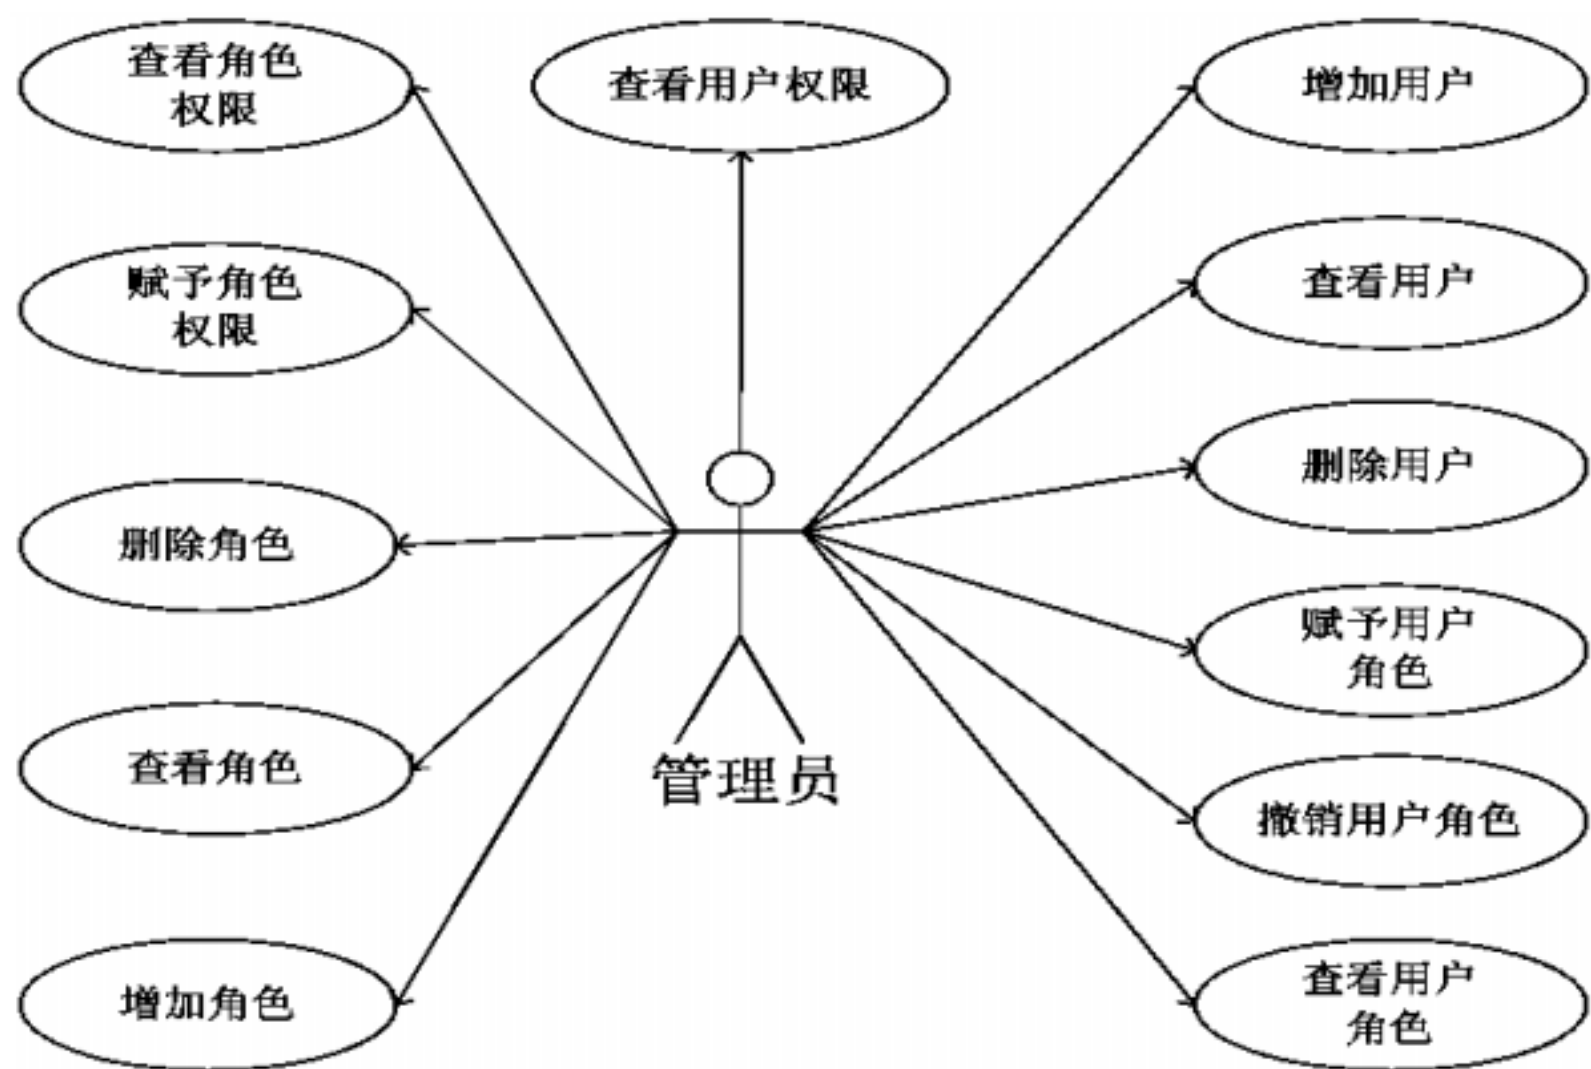 查看角色
权限
查看用户权限
增加用户
赋予角色
权限
查看用户
删除角色
删除用户
查看角色
管理员
赋予用户
角色
撤销用户角色
增加角色
查看用户
角色